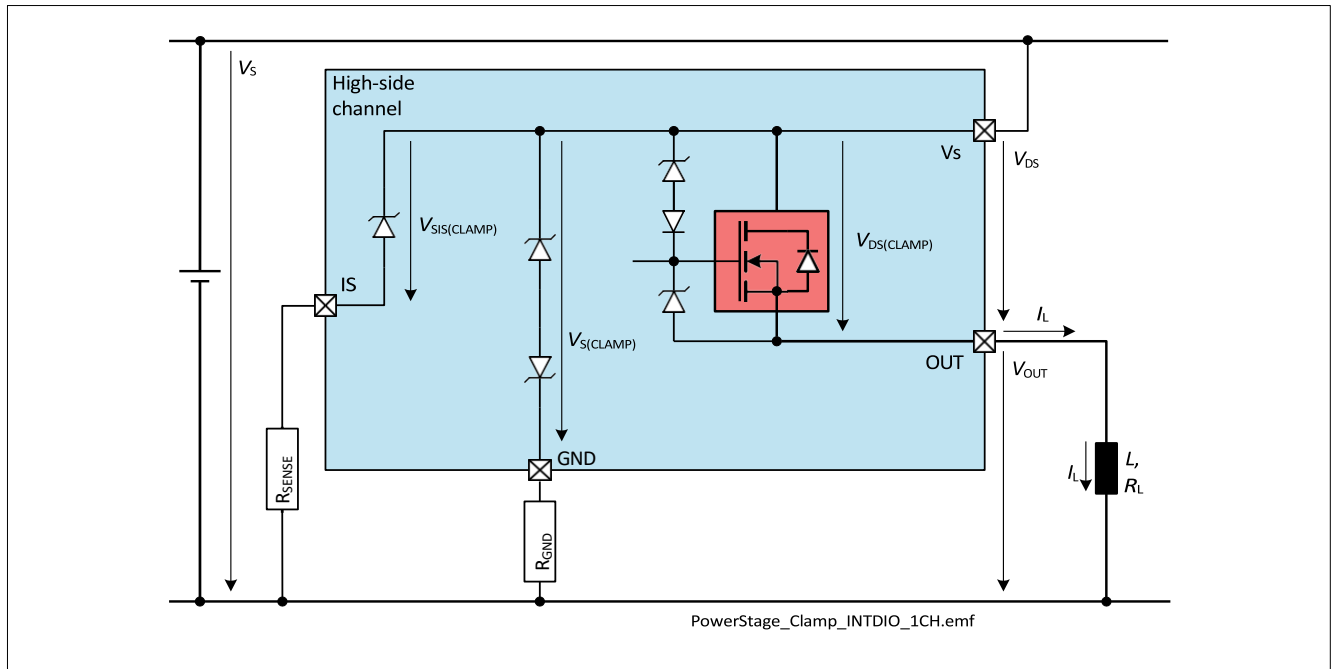 VS
High-side
channel
Vs
VDS
VSIS(CLAMP)
VDS(CLAMP)
IS
IL
VS(CLAMP)
OUT
VOUT
GND
RSENSE
IL
L,
RL
RGND
PowerStage_Clamp_INTDIO_1CH.emf